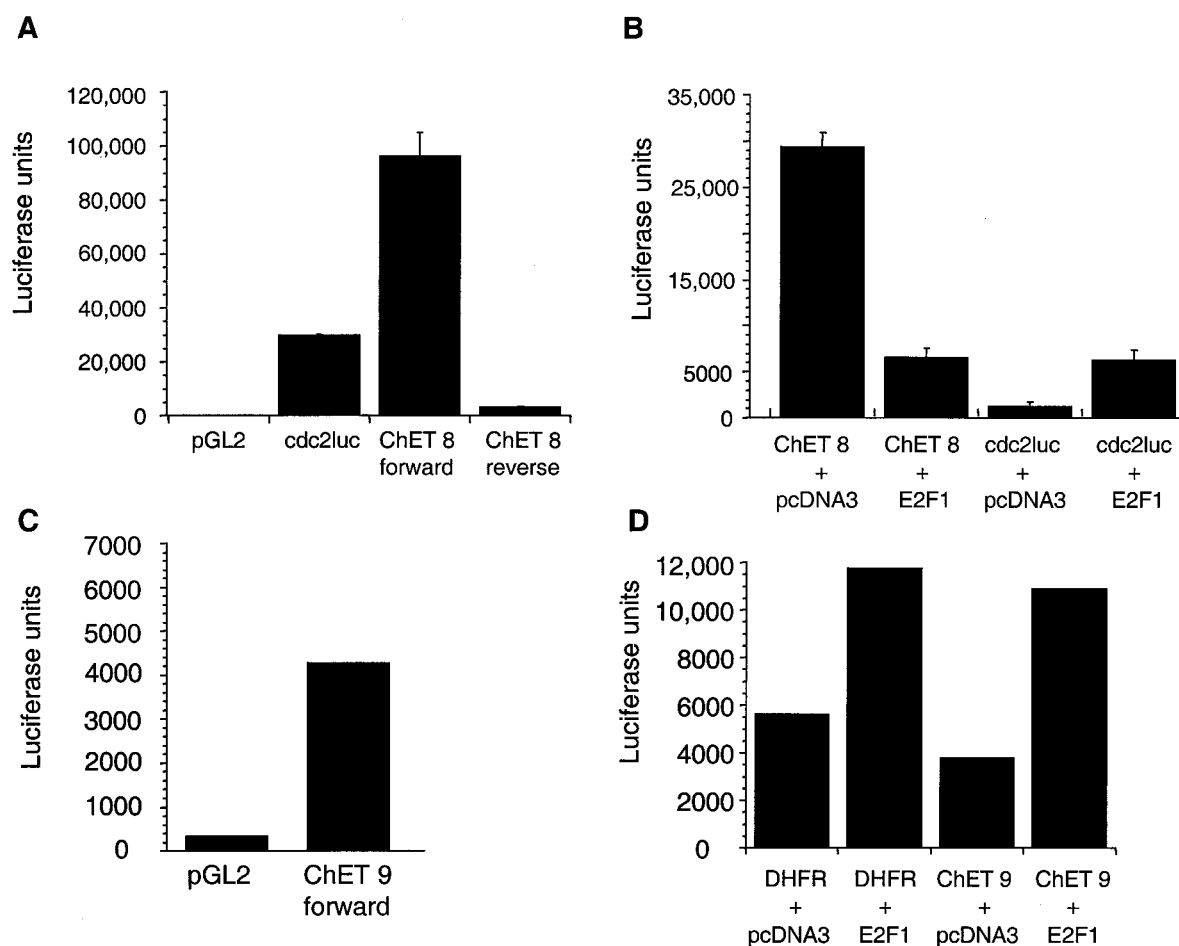 A
Luciferase units
120,000
100,000
80,000
60,000
40,000
20,000
0
pGL2
cdc2luc
ChET 8
forward
ChET 8
reverse
B
Luciferase units
35,000
25,000
15,000
5000
0
ChET 8
+
pcDNA3
ChET 8
+
E2F1
cdc2luc
+
pcDNA3
cdc2luc
+
E2F1
C
Luciferase units
7000
6000
5000
4000
3000
2000
1000
0
pGL2
ChET 9
forward
D
Luciferase units
12,000
10,000
8000
6000
4000
2000
0
DHFR
+
pcDNA3
DHFR
+
E2F1
ChET 9
+
pcDNA3
ChET 9
+
E2F1